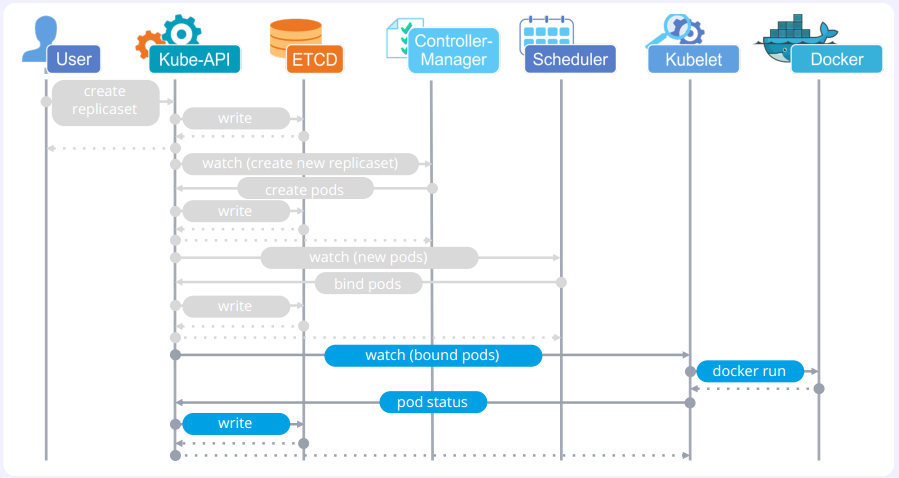 User
Kube-API
ETCD
Controller-
Manager
Scheduler
Kubelet
Docker
create
replicaset
write
watch (create new replicaset)
create pods
write
watch (new pods)
bind pods
write
watch (bound pods)
docker run
pod status
write